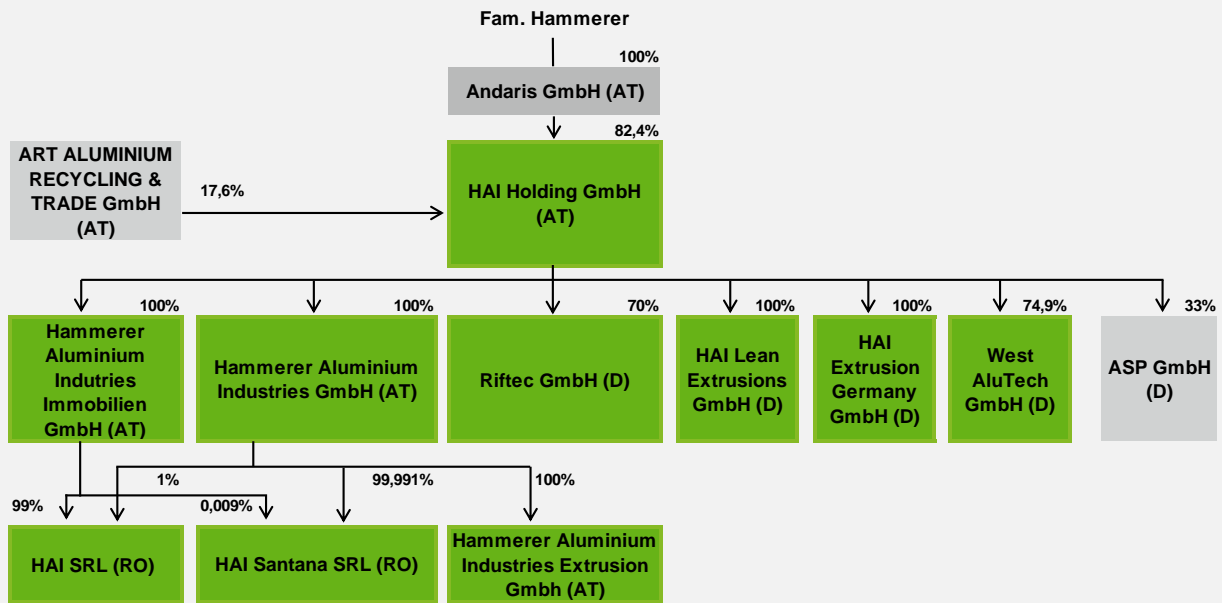 Fam. Hammerer
100%
Andaris GmbH (AT)
82,4%
ART ALUMINIUM
RECYCLING &
TRADE GmbH
(AT)
17,6%
HAI Holding GmbH
(AT)
100%
100%
70%
100%
100%
74,9%
33%
Hammerer
Aluminium
Indutries
Immobilien
GmbH (AT)
Hammerer Aluminium
Industries GmbH (AT)
Riftec GmbH (D)
HAI Lean
Extrusions
GmbH (D)
HAI
Extrusion
Germany
GmbH (D)
West
AluTech
GmbH (D)
ASP GmbH
(D)
99%
1%
0,009%
99,991%
100%
HAI SRL (RO)
HAI Santana SRL (RO)
Hammerer Aluminium
Industries Extrusion
Gmbh (AT)